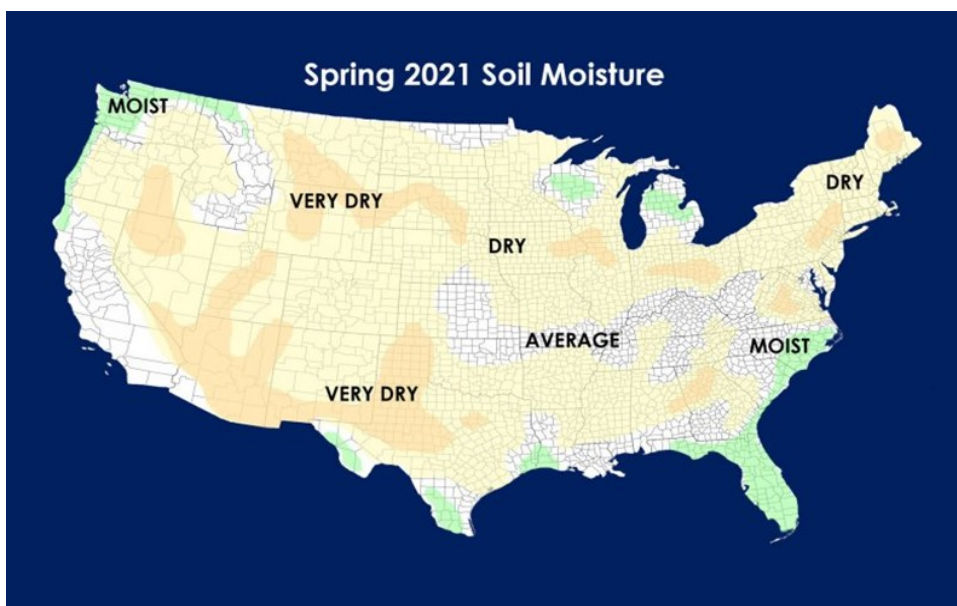 Spring 2021 Soil Moisture
MOIST
VERY DRY
DRY
DRY
AVERAGE
MOIST
VERY DRY